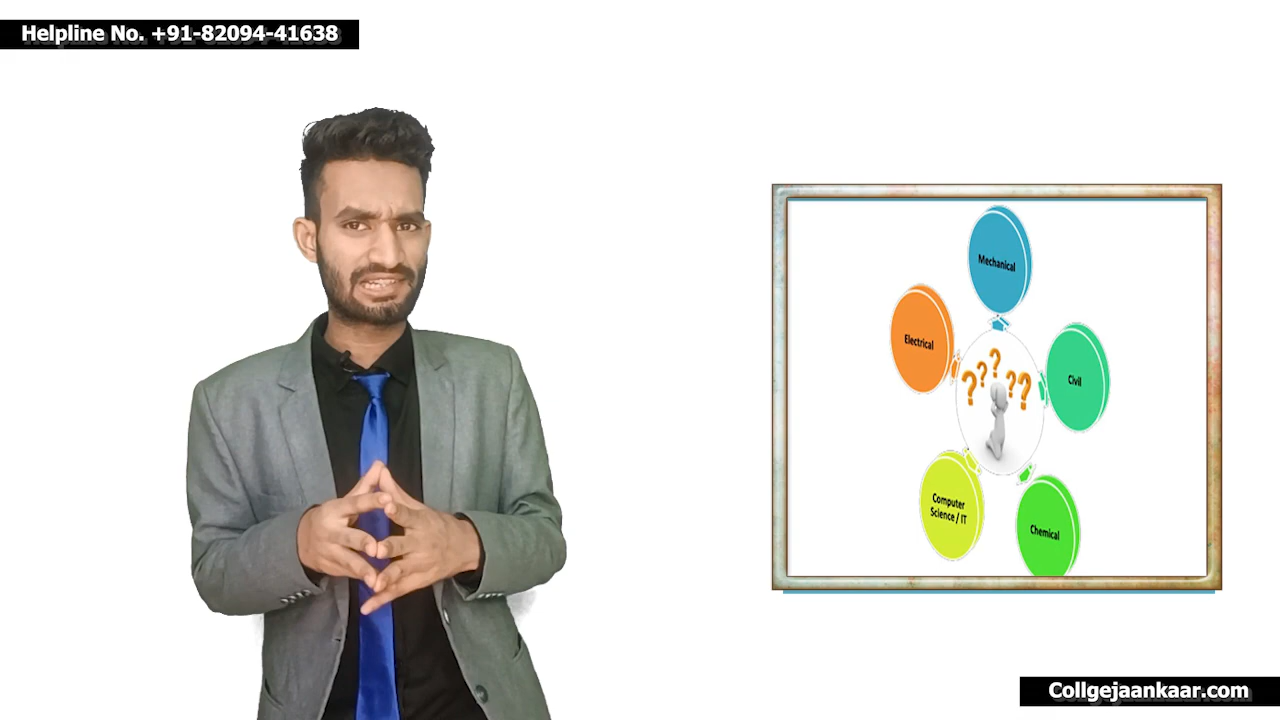 Helpline No. +91-82094-41638
Mechanical
Electrical
Civil
? ? ? ? ?
Computer
Science / IT
Chemical
Collgejaankaar.com